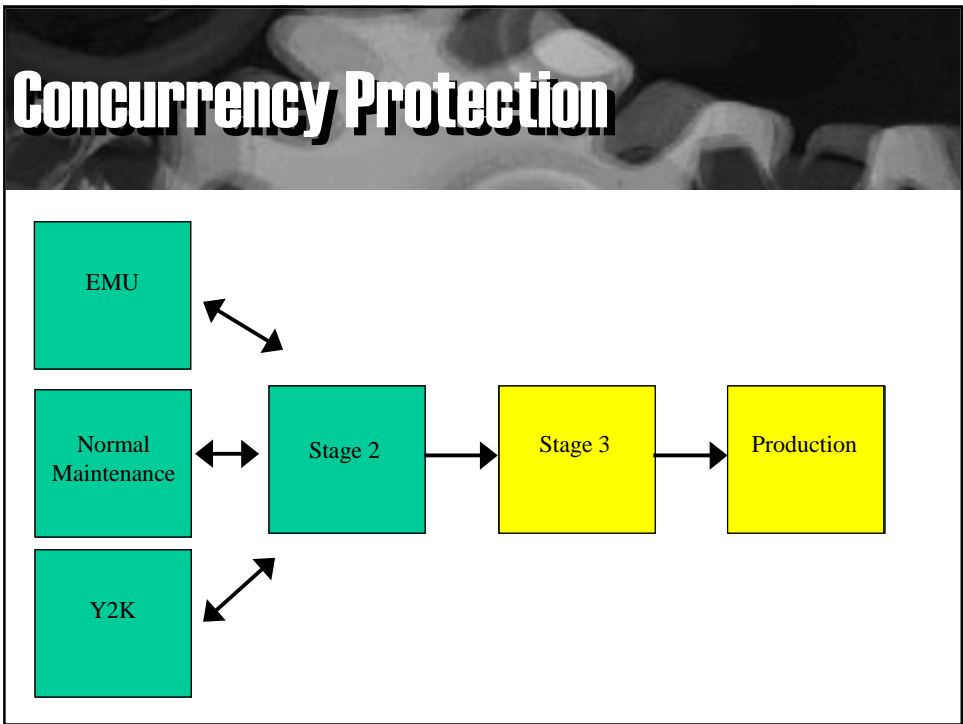 Concurrency Protection
EMU
Normal
Maintenance
Stage 2
Stage 3
Production
Y2K